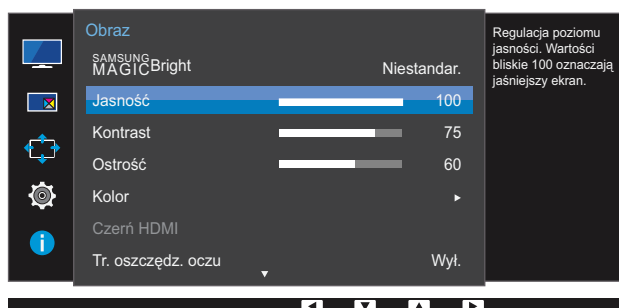 Obraz
SAMSUNG
MAGICBright Niestandar.
Jasność 100
Kontrast 75
Ostrość 60
Kolor
Czerń HDMI
Tr. oszczędz. oczu Wył.
Regulacja poziomu
jasności. Wartości
bliskie 100 oznaczają
jaśniejszy ekran.